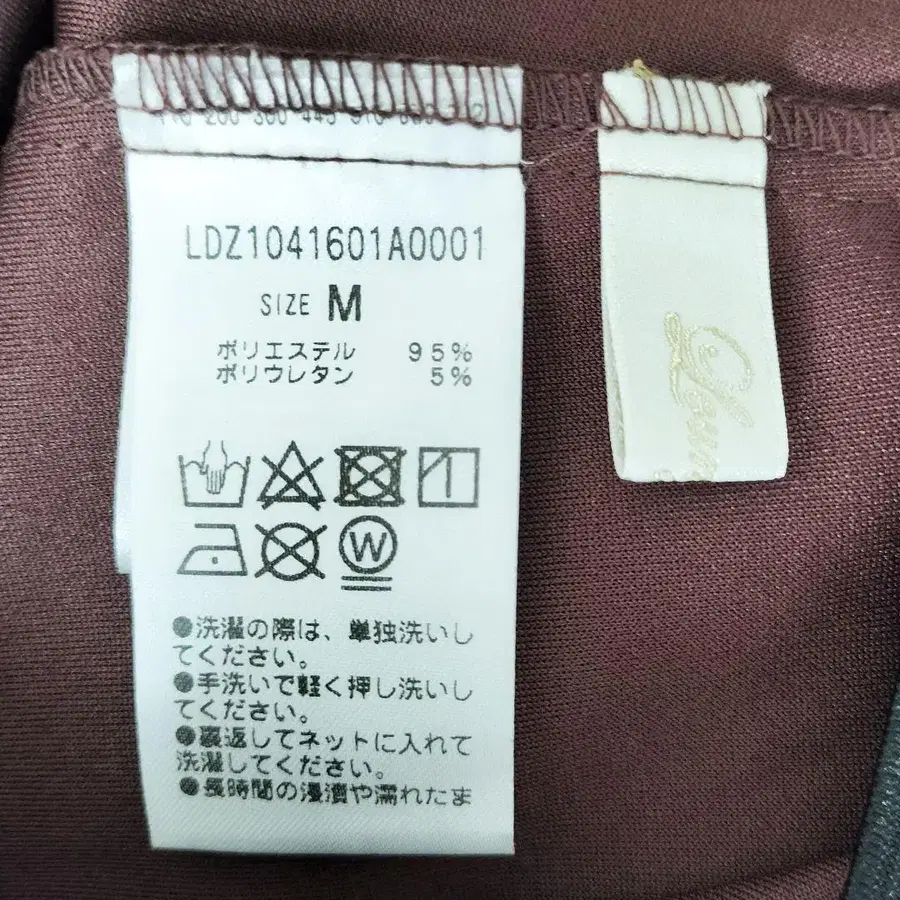 LDZ1041601A0001
SIZE M
ポリエステル 95%
ポリウレタン 5%
W
●洗濯の際は、単独洗いし
てください。
●手洗いで軽く押し洗いし
てください。
●裏返してネットに入れて
洗濯してください。
●長時間の浸漬や濡れたま